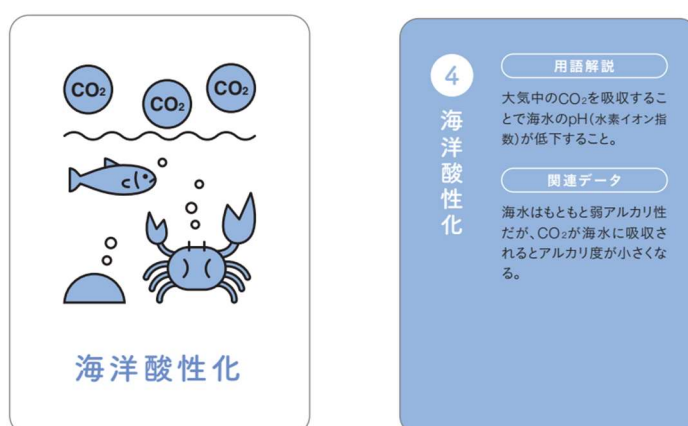 CO₂
CO₂
CO₂
海洋酸性化
4
海洋酸性化
用語解説
大気中のCO₂を吸収するこ
とで海水のpH(水素イオン指
数)が低下すること。
関連データ
海水はもともと弱アルカリ性
だが、CO₂が海水に吸収さ
れるとアルカリ度が小さくな
る。